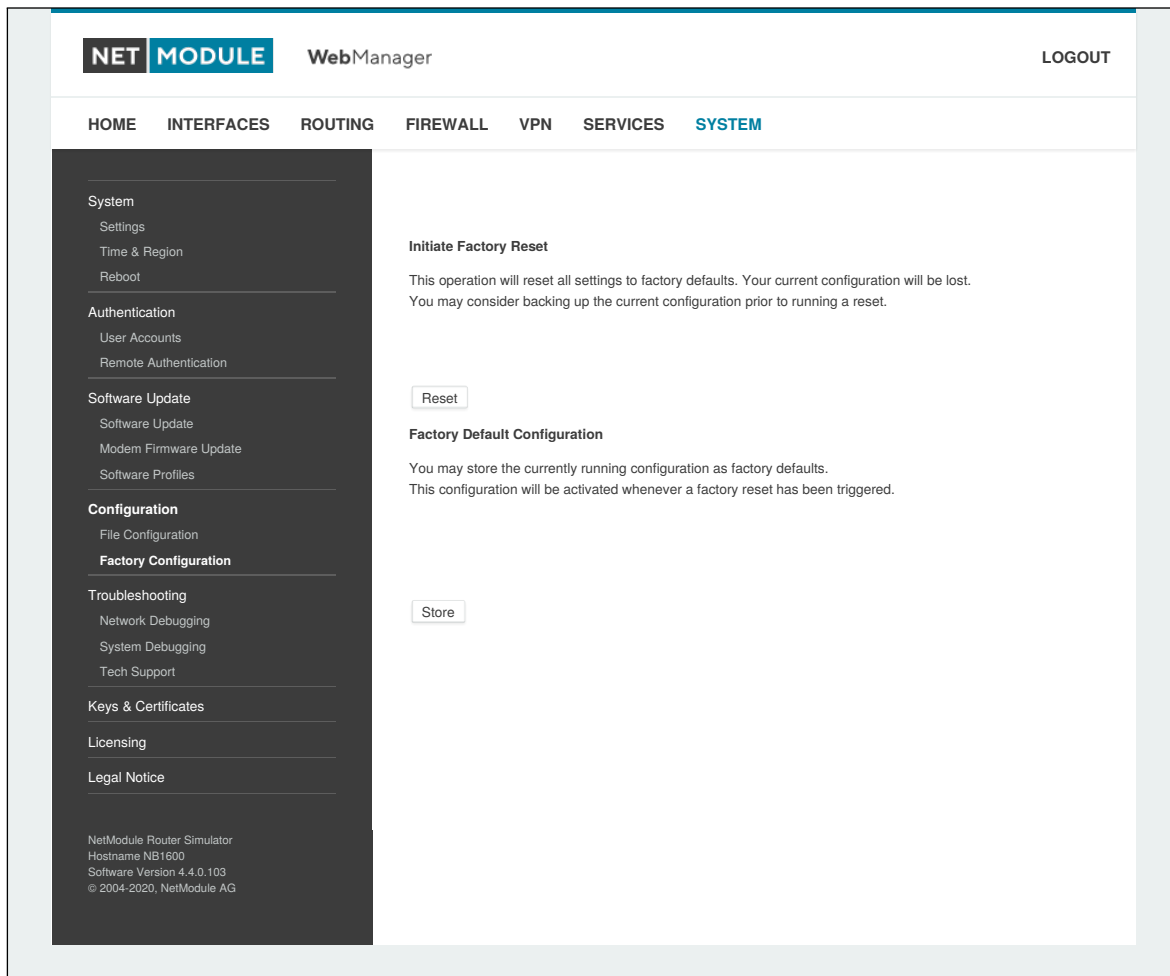 NET MODULE WebManager LOGOUT
HOME INTERFACES ROUTING FIREWALL VPN SERVICES SYSTEM
System
Settings
Time & Region
Reboot
Authentication
User Accounts
Remote Authentication
Software Update
Software Update
Modem Firmware Update
Software Profiles
Configuration
File Configuration
Factory Configuration
Troubleshooting
Network Debugging
System Debugging
Tech Support
Keys & Certificates
Licensing
Legal Notice
NetModule Router Simulator
Hostname NB1600
Software Version 4.4.0.103
© 2004-2020, NetModule AG
Initiate Factory Reset
This operation will reset all settings to factory defaults. Your current configuration will be lost.
You may consider backing up the current configuration prior to running a reset.
Reset
Factory Default Configuration
You may store the currently running configuration as factory defaults.
This configuration will be activated whenever a factory reset has been triggered.
Store